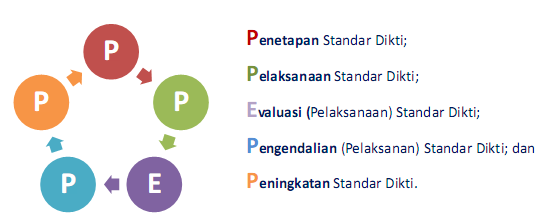 P
P
P
P
E
Penetapan Standar Dikti;
Pelaksanaan Standar Dikti;
Evaluasi (Pelaksanaan) Standar Dikti;
Pengendalian (Pelaksanan) Standar Dikti; dan
Peningkatan Standar Dikti.